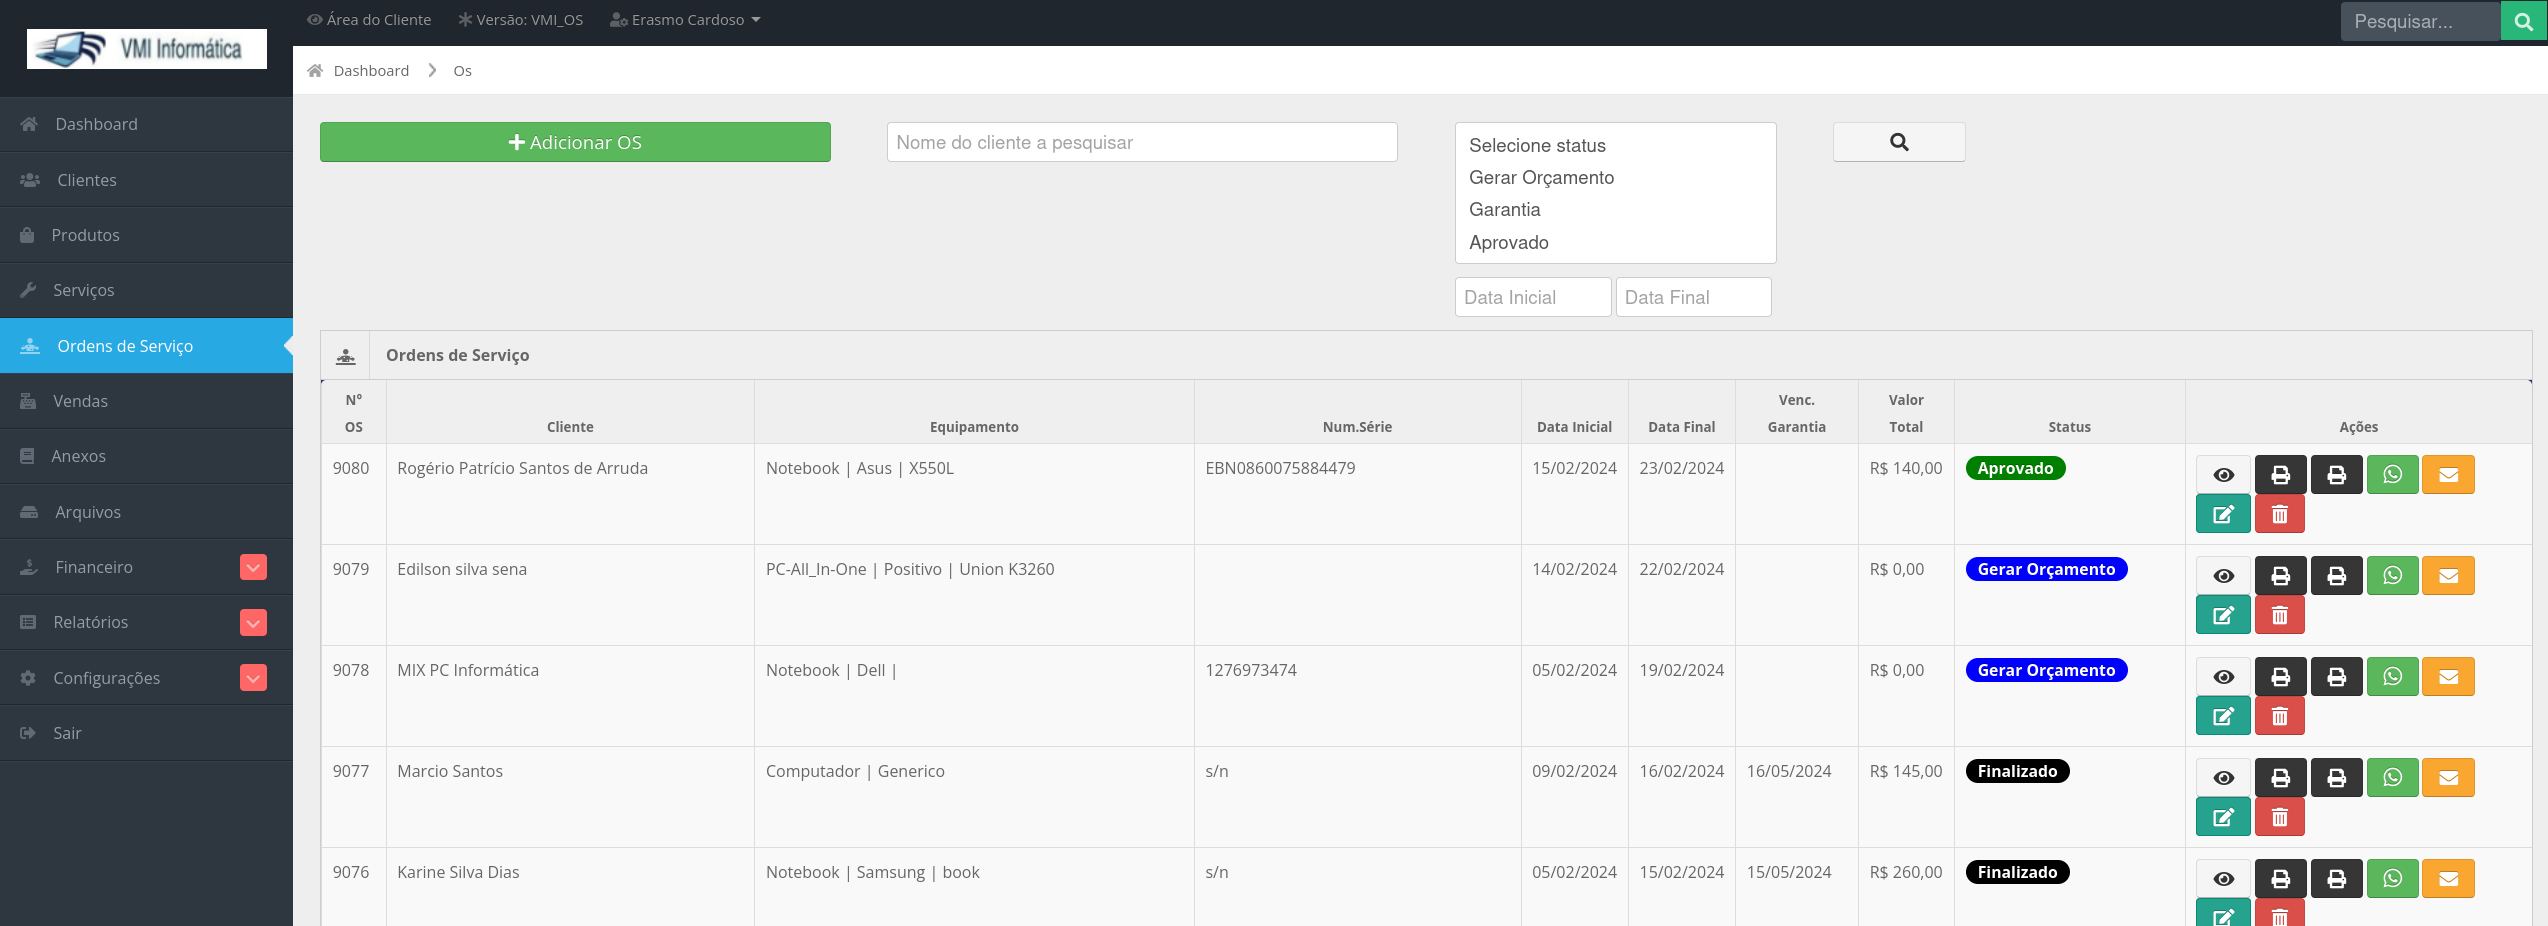 VMI Informática
Área do Cliente Versão: VMI_OS Erasmo Cardoso Pesquisar...
Dashboard Os
Dashboard
Clientes
Produtos
Serviços
Ordens de Serviço
Vendas
Anexos
Arquivos
Financeiro
Relatórios
Configurações
Sair
Adicionar OS
Nome do cliente a pesquisar
Selecione status
Gerar Orçamento
Garantia
Aprovado
Data Inicial Data Final
Ordens de Serviço
N° OS Cliente Equipamento Num.Série Data Inicial Data Final Venc. Garantia Valor Total Status Ações
9080 Rogério Patrício Santos de Arruda Notebook | Asus | X550L EBN0860075884479 15/02/2024 23/02/2024 R$ 140,00 Aprovado
9079 Edilson silva sena PC-All_In-One | Positivo | Union K3260 14/02/2024 22/02/2024 R$ 0,00 Gerar Orçamento
9078 MIX PC Informática Notebook | Dell | 1276973474 05/02/2024 19/02/2024 R$ 0,00 Gerar Orçamento
9077 Marcio Santos Computador | Generico s/n 09/02/2024 16/02/2024 16/05/2024 R$ 145,00 Finalizado
9076 Karine Silva Dias Notebook | Samsung | book s/n 05/02/2024 15/02/2024 15/05/2024 R$ 260,00 Finalizado